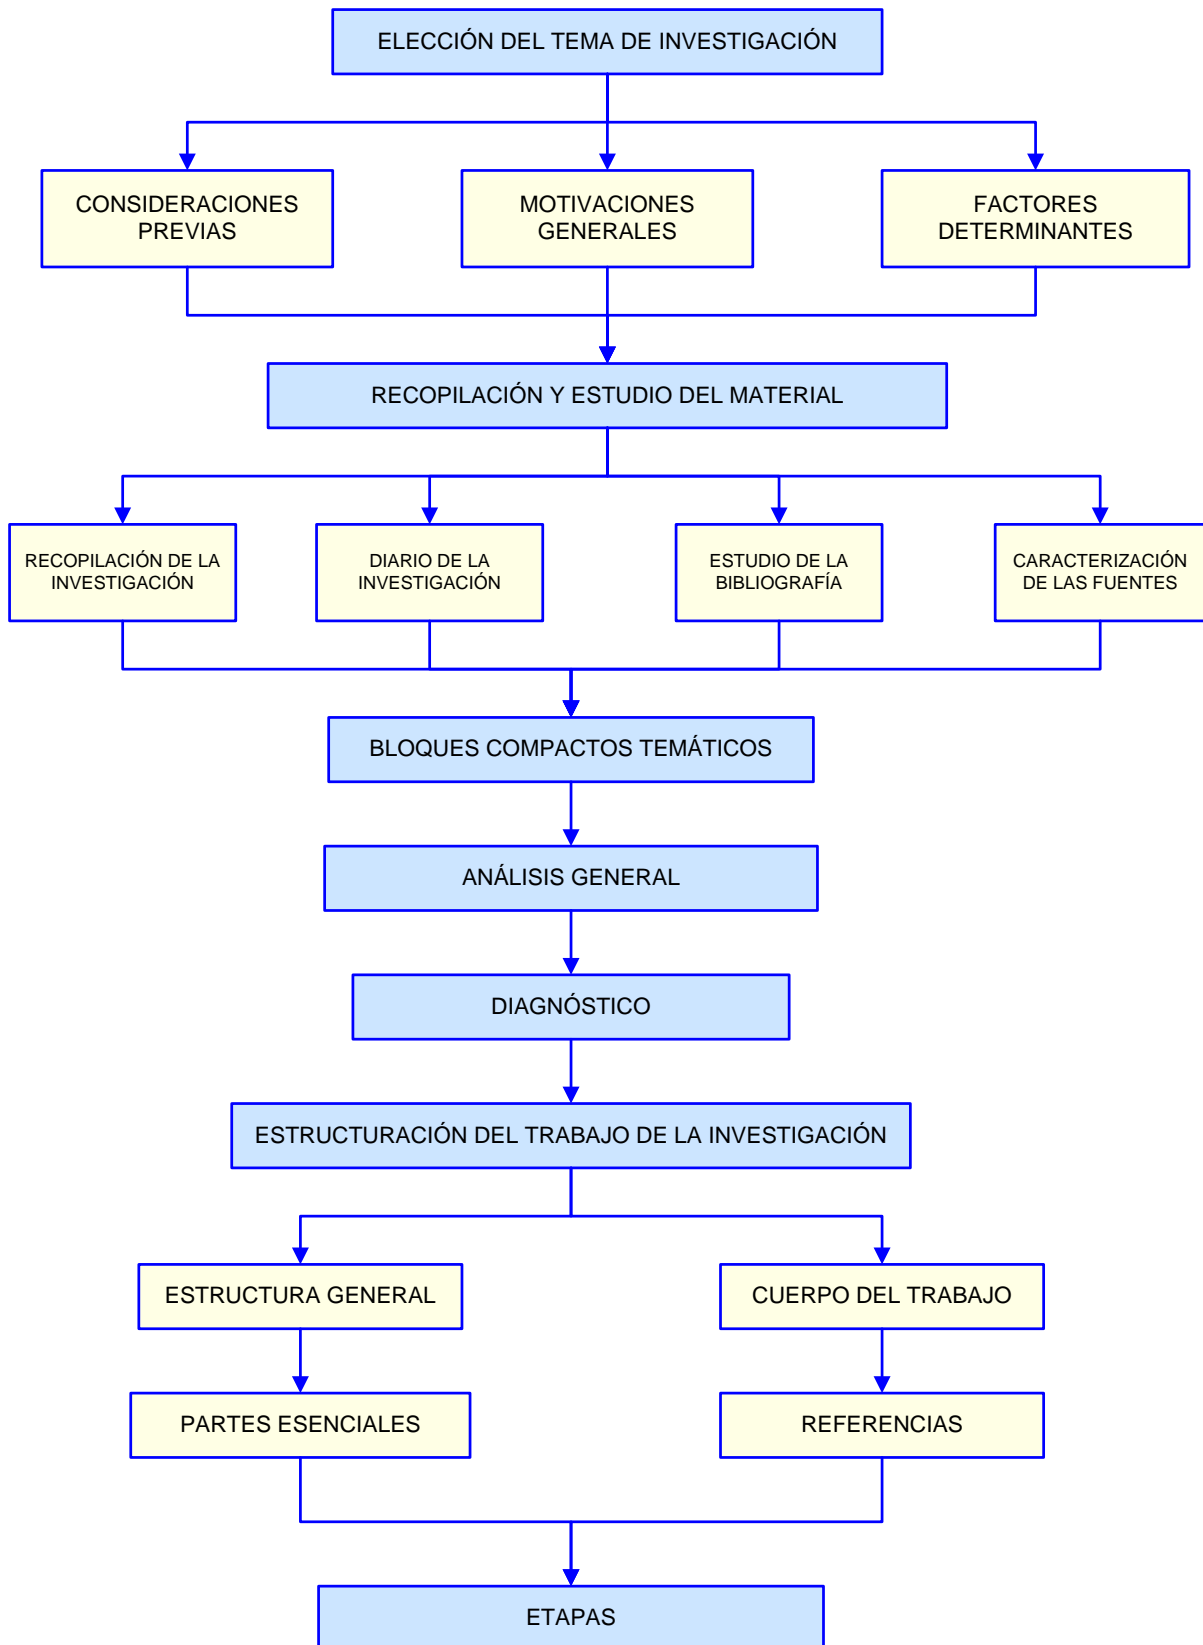 ELECCIÓN DEL TEMA DE INVESTIGACIÓN
CONSIDERACIONES
PREVIAS
MOTIVACIONES
GENERALES
FACTORES
DETERMINANTES
RECOPILACIÓN Y ESTUDIO DEL MATERIAL
RECOPILACIÓN DE LA
INVESTIGACIÓN
DIARIO DE LA
INVESTIGACIÓN
ESTUDIO DE LA
BIBLIOGRAFÍA
CARACTERIZACIÓN
DE LAS FUENTES
BLOQUES COMPACTOS TEMÁTICOS
ANÁLISIS GENERAL
DIAGNÓSTICO
ESTRUCTURACIÓN DEL TRABAJO DE LA INVESTIGACIÓN
ESTRUCTURA GENERAL
CUERPO DEL TRABAJO
PARTES ESENCIALES
REFERENCIAS
ETAPAS